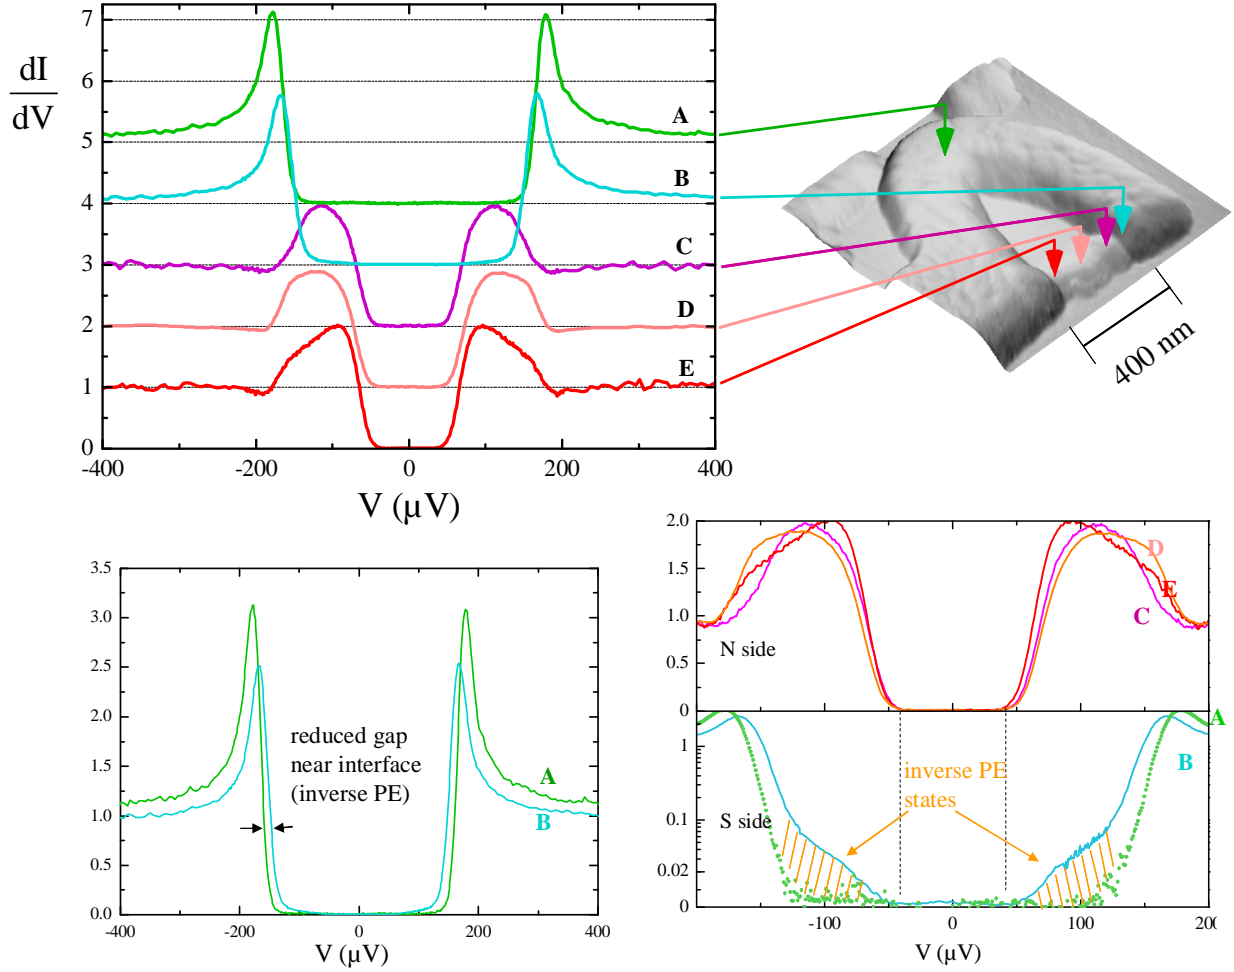 dI
dV
7
6
5
4
3
2
1
0
A
B
C
D
E
-400
-200
0
200
400
V (µV)
400 nm
3.5
3.0
2.5
2.0
1.5
1.0
0.5
0.0
reduced gap
near interface
(inverse PE)
A
B
-400
-200
0
200
400
V (µV)
2.0
1.5
1.0
0.5
0
D
E
C
N side
1
0.1
0.02
0
A
B
inverse PE
states
S side
-100
0
100
200
V (µV)